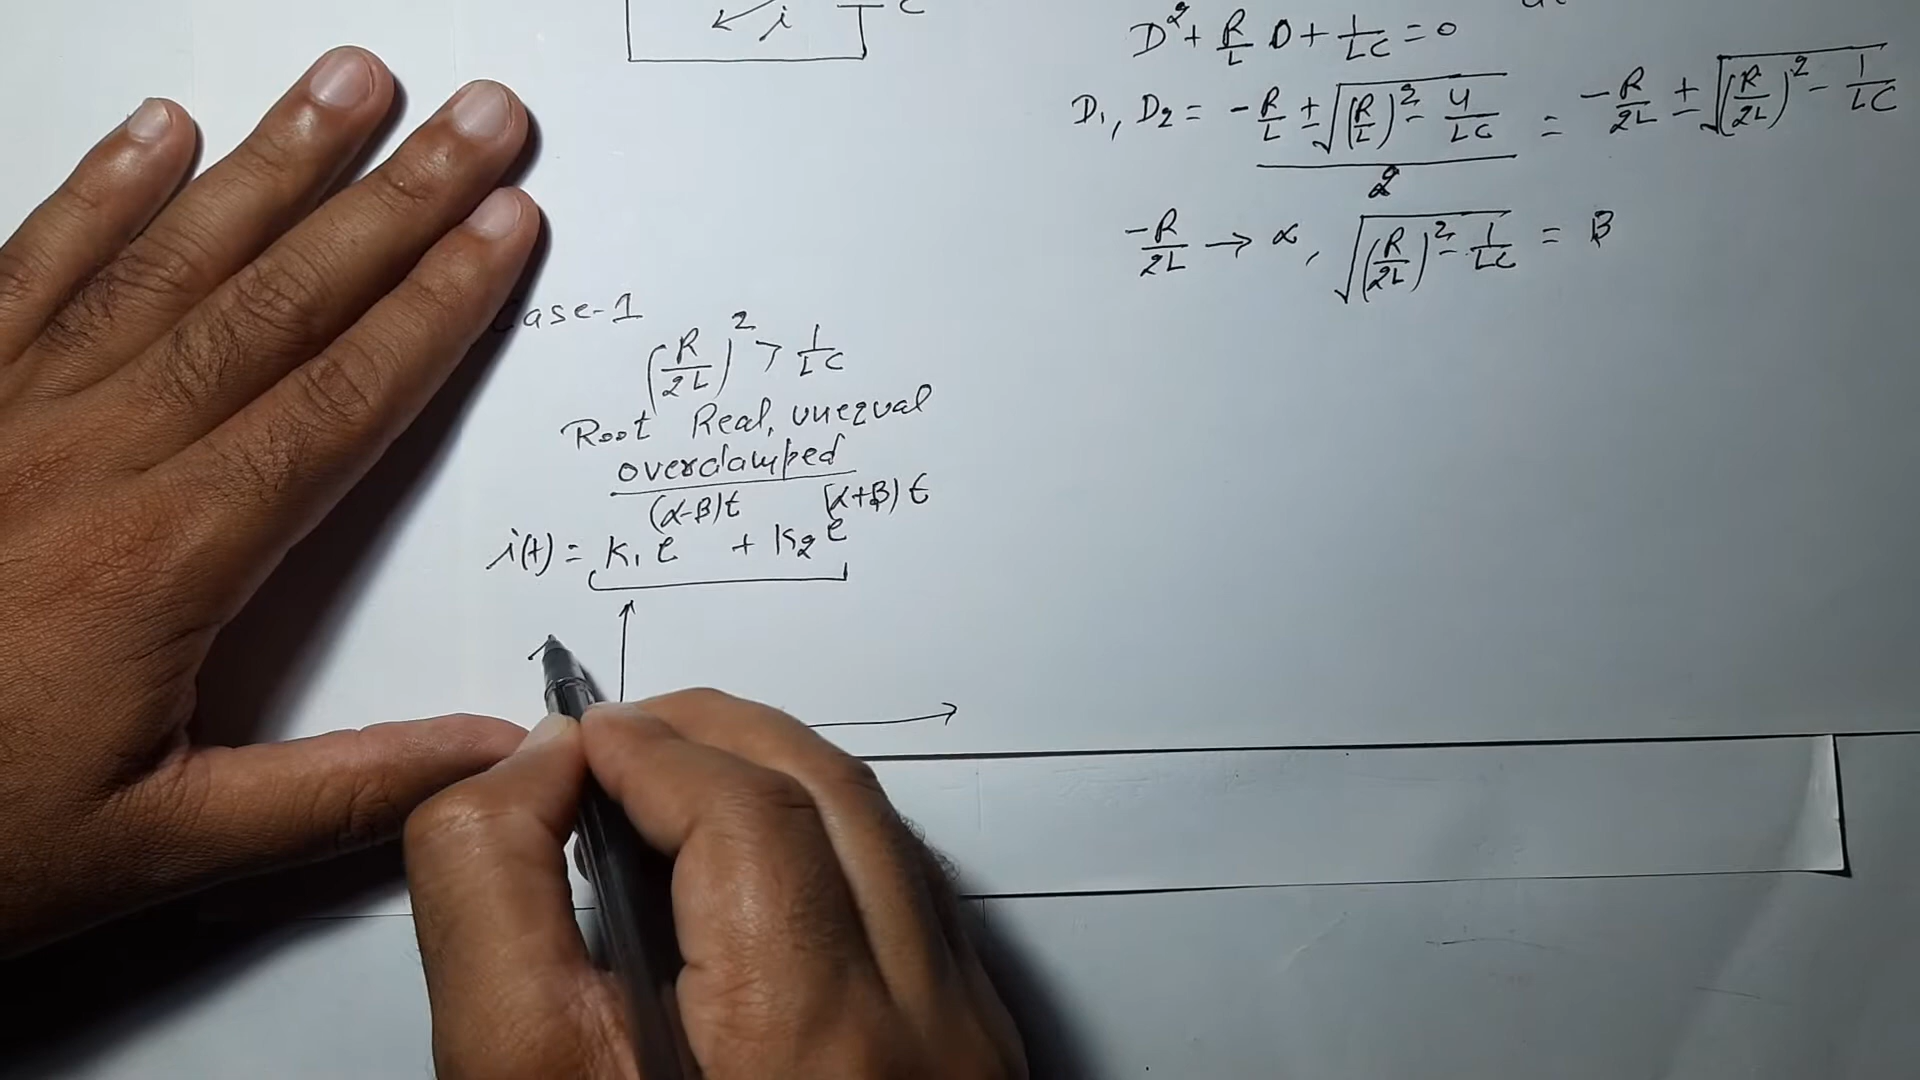 i C
D² + R/L D + 1/LC = 0
D₁, D₂ = (-R/L ± √((R/L)² - 4/LC))/2 = -R/2L ± √((R/2L)² - 1/LC)
-R/2L → α, √((R/2L)² - 1/LC) = β
Case-1
(R/2L)² > 1/LC
Root Real, unequal
overdamped
i(t) = K₁ e^(α-β)t + K₂ e^(α+β)t